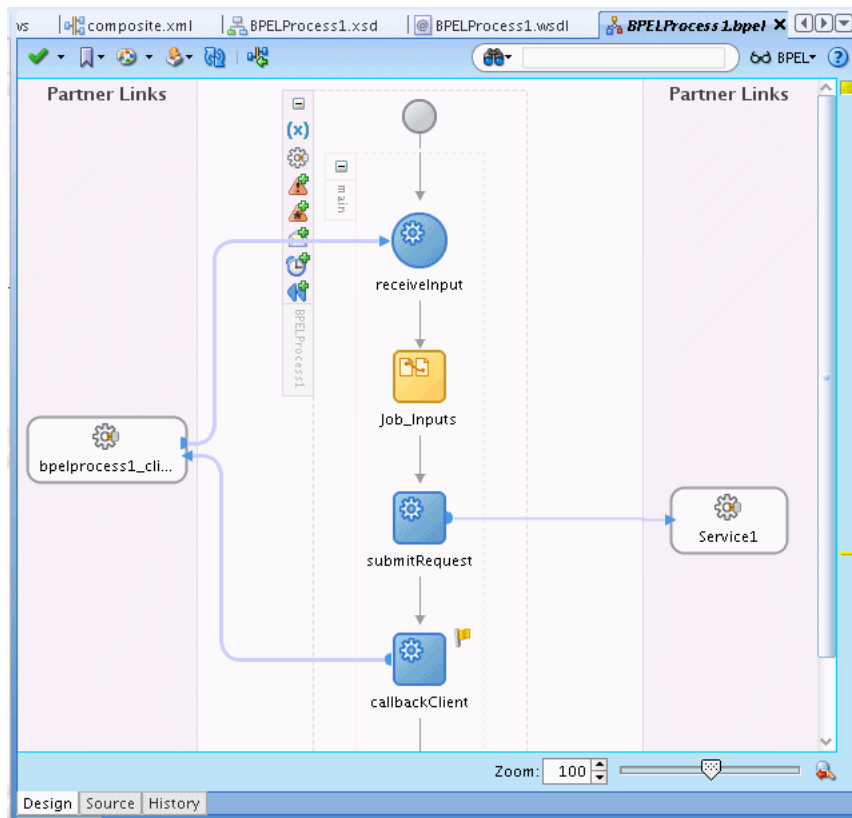 vs
composite.xml
BPELProcess1.xsd
BPELProcess1.wsdl
BPELProcess1.bpel
BPEL
Partner Links
Partner Links
(x)
main
receiveInput
BPELProcess1
Job_Inputs
bpelprocess1_cli...
Service1
submitRequest
callbackClient
Zoom: 100
Design Source History